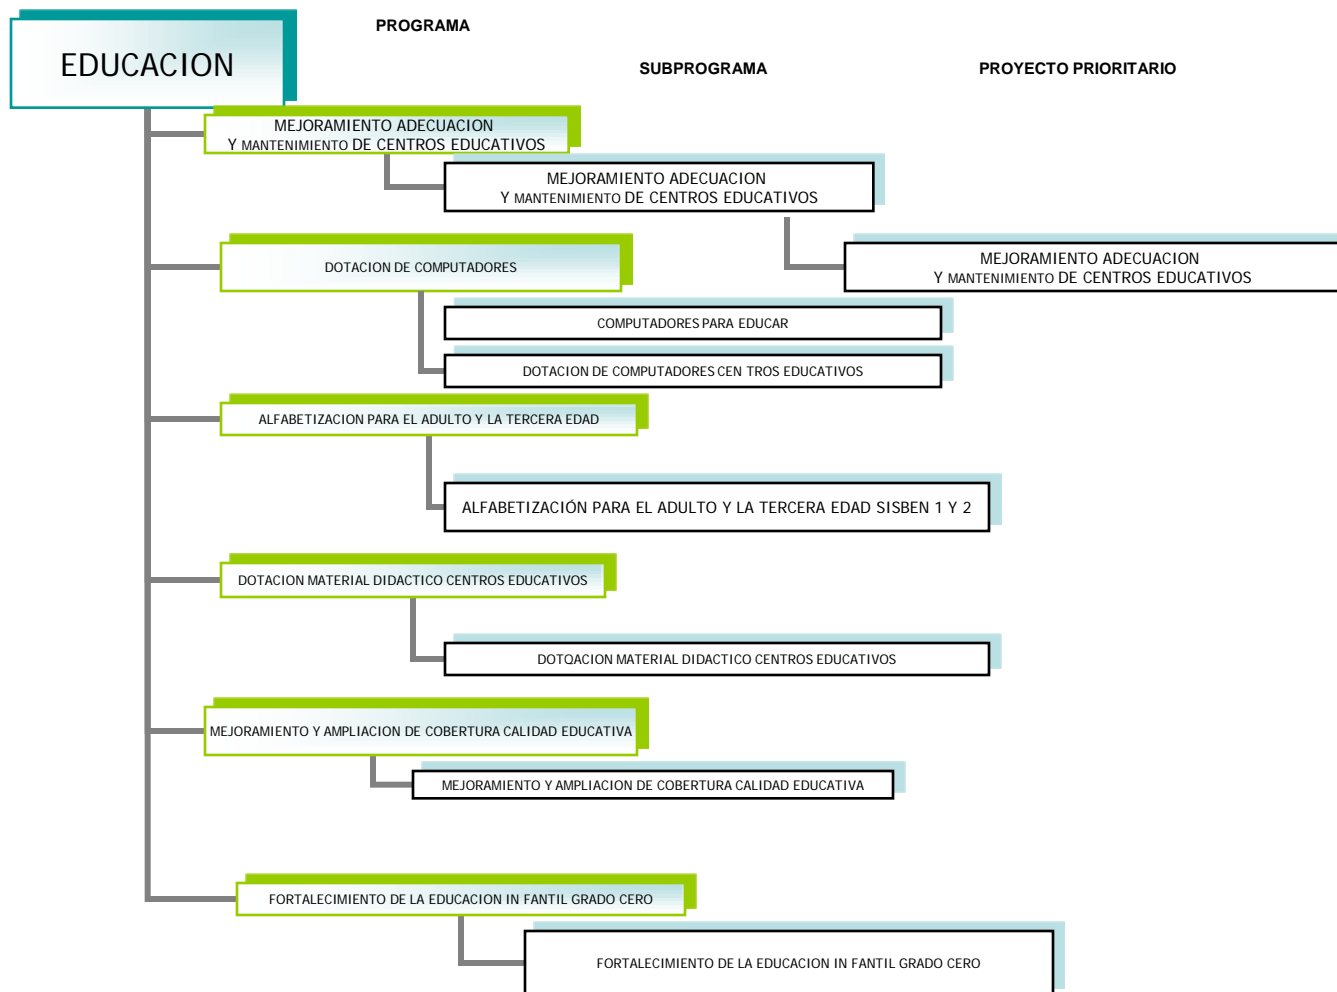 PROGRAMA
EDUCACION
SUBPROGRAMA
PROYECTO PRIORITARIO
MEJORAMIENTO ADECUACION
Y MANTENIMIENTO DE CENTROS EDUCATIVOS
MEJORAMIENTO ADECUACION
Y MANTENIMIENTO DE CENTROS EDUCATIVOS
MEJORAMIENTO ADECUACION
Y MANTENIMIENTO DE CENTROS EDUCATIVOS
DOTACION DE COMPUTADORES
COMPUTADORES PARA EDUCAR
DOTACION DE COMPUTADORES CEN TROS EDUCATIVOS
ALFABETIZACION PARA EL ADULTO Y LA TERCERA EDAD
ALFABETIZACIÓN PARA EL ADULTO Y LA TERCERA EDAD SISBEN 1 Y 2
DOTACION MATERIAL DIDACTICO CENTROS EDUCATIVOS
DOTQACION MATERIAL DIDACTICO CENTROS EDUCATIVOS
MEJORAMIENTO Y AMPLIACION DE COBERTURA CALIDAD EDUCATIVA
MEJORAMIENTO Y AMPLIACION DE COBERTURA CALIDAD EDUCATIVA
FORTALECIMIENTO DE LA EDUCACION IN FANTIL GRADO CERO
FORTALECIMIENTO DE LA EDUCACION IN FANTIL GRADO CERO